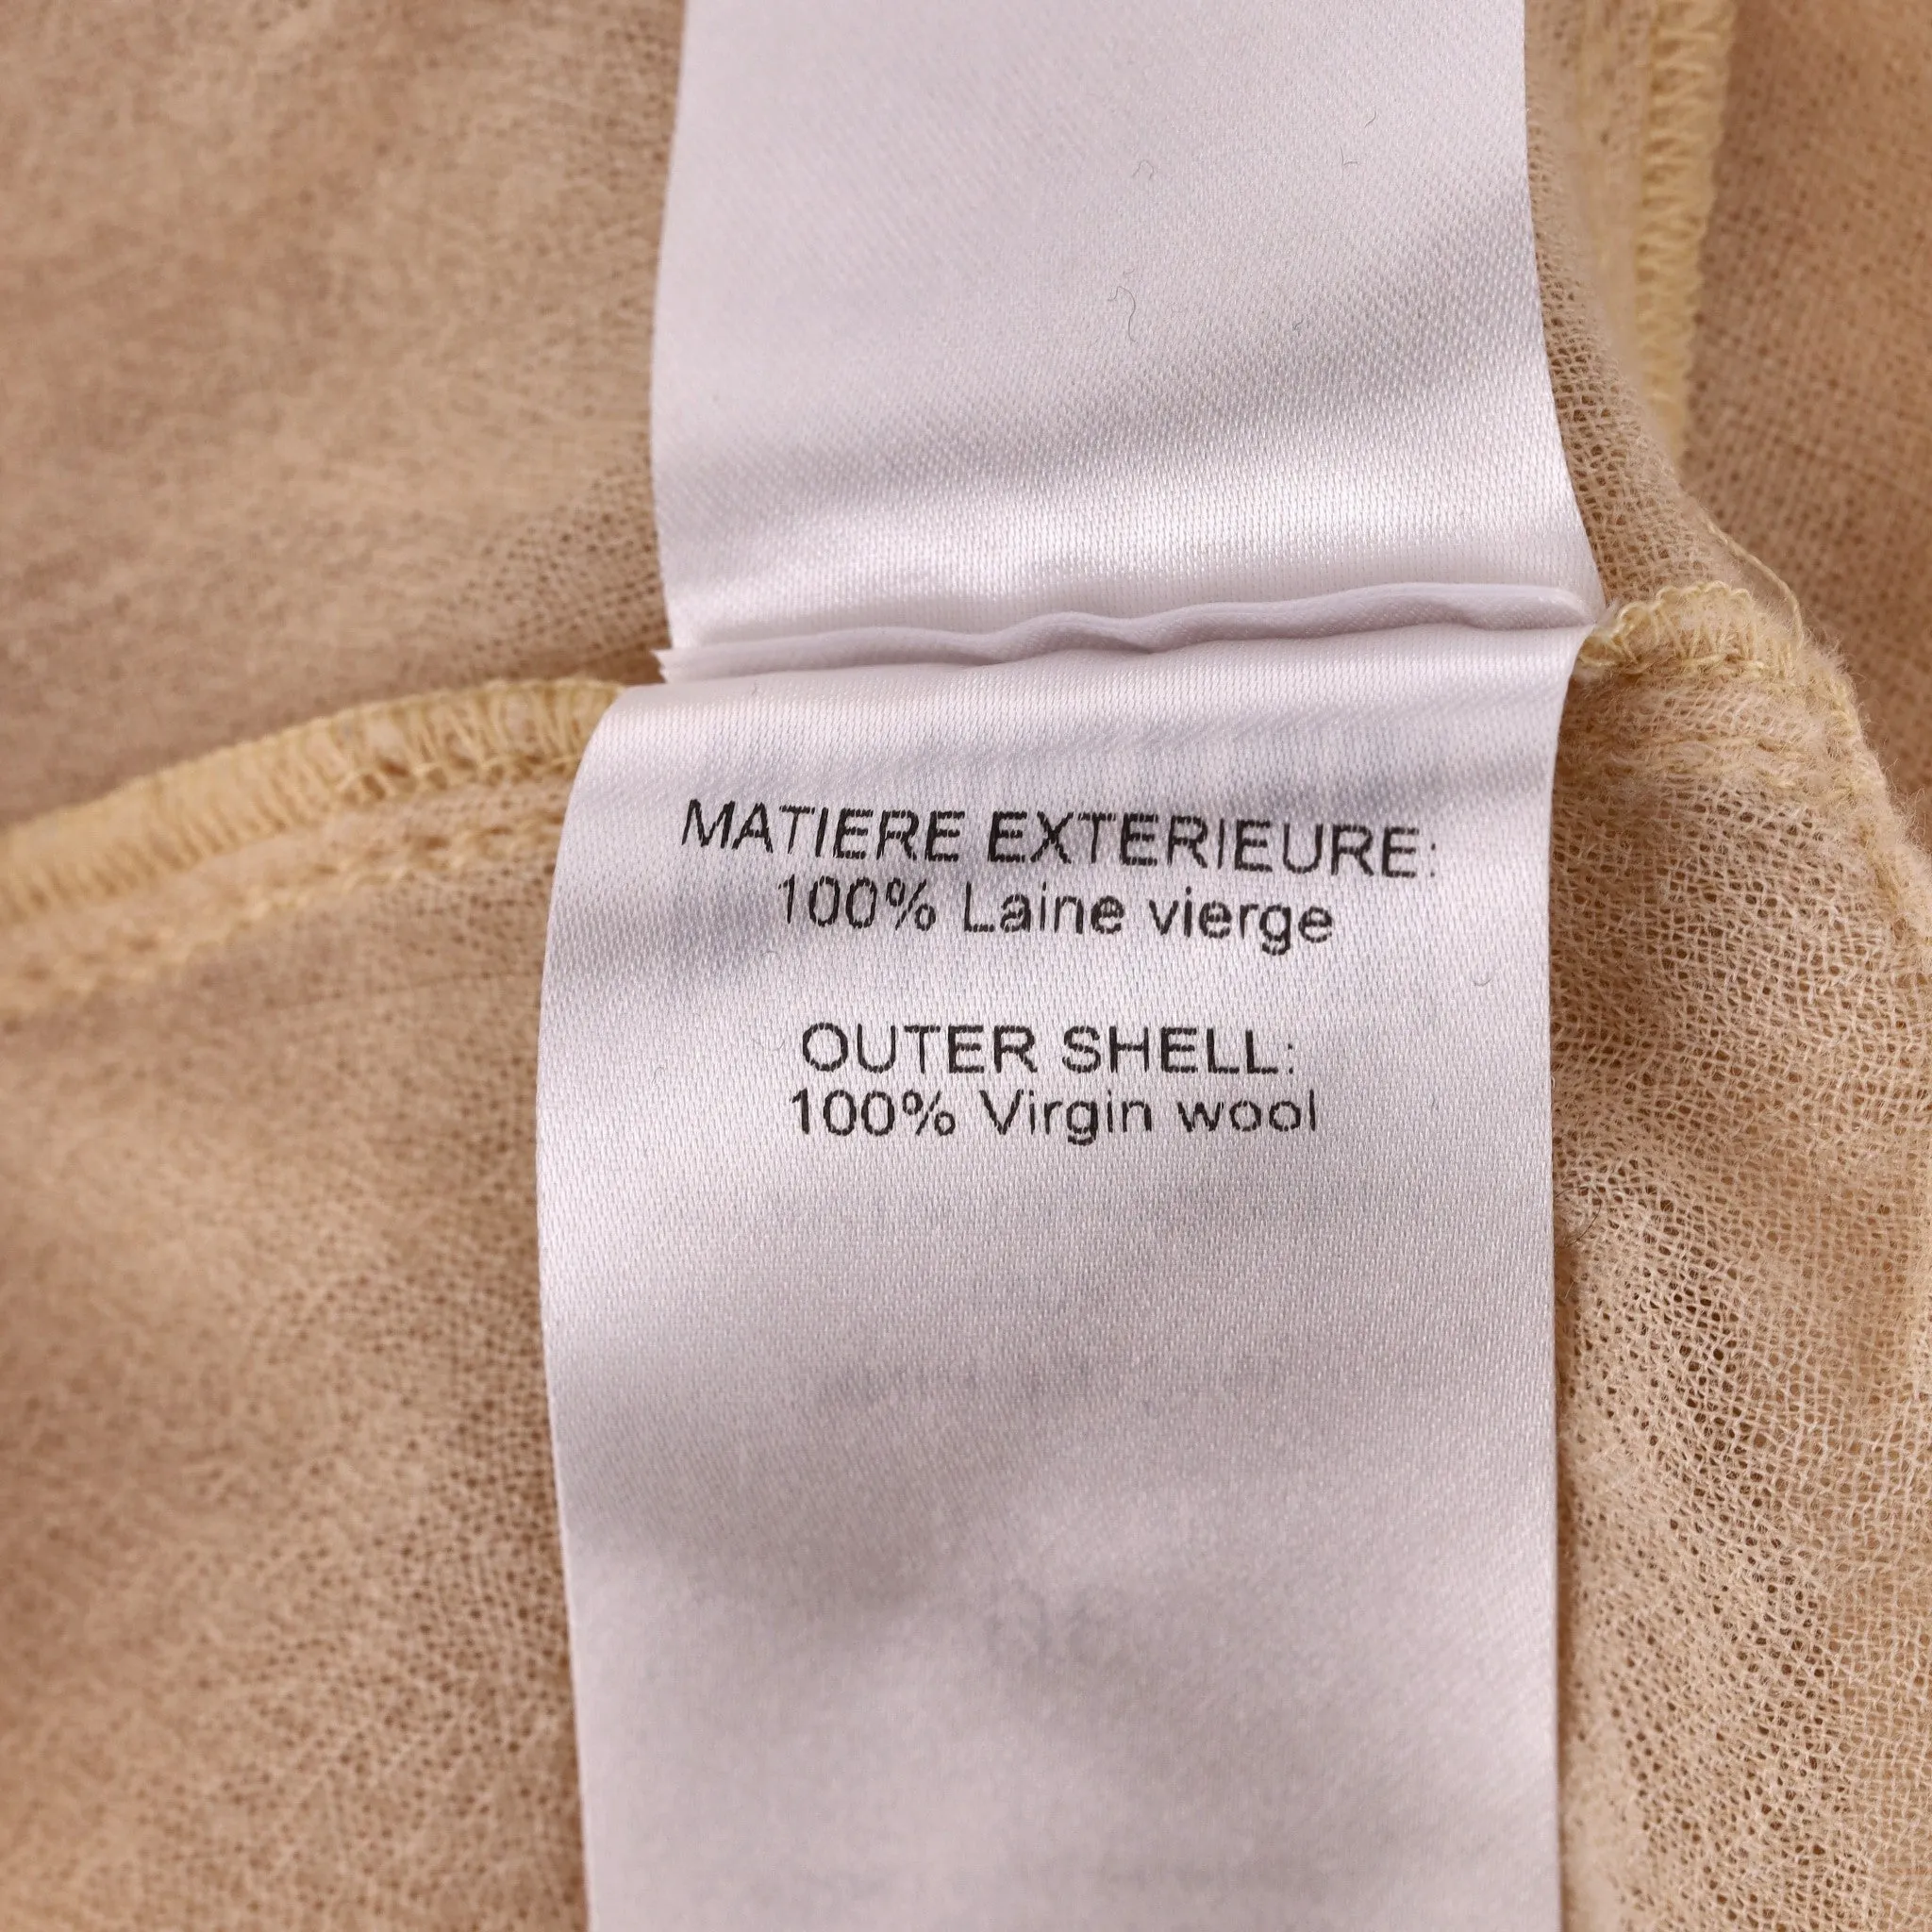 MATIERE EXTERIEURE:
100% Laine vierge
OUTER SHELL:
100% Virgin wool